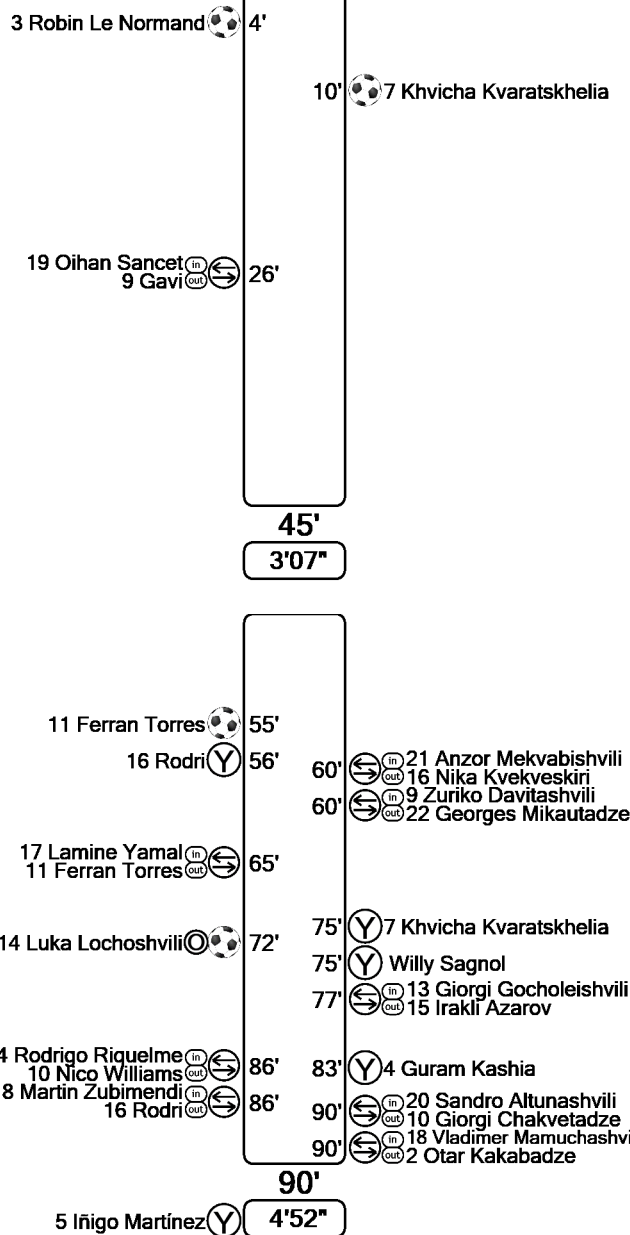 3 Robin Le Normand 4'
10' 7 Khvicha Kvaratskhelia
19 Oihan Sancet in
9 Gavi out 26'
45'
3'07"
11 Ferran Torres 55'
16 Rodri Y 56'
60' in 21 Anzor Mekvabishvili
out 16 Nika Kvekveskiri
60' in 9 Zuriko Davitashvili
out 22 Georges Mikautadze
17 Lamine Yamal in
11 Ferran Torres out 65'
75' Y 7 Khvicha Kvaratskhelia
14 Luka Lochoshvili O 72'
75' Y Willy Sagnol
77' in 13 Giorgi Gocholeishvili
out 15 Irakli Azarov
4 Rodrigo Riquelme in
10 Nico Williams out 86'
83' Y 4 Guram Kashia
8 Martin Zubimendi in
16 Rodri out 86'
90' in 20 Sandro Altunashvili
out 10 Giorgi Chakvetadze
90' in 18 Vladimer Mamuchashvi
out 2 Otar Kakabadze
90'
5 Iñigo Martínez Y 4'52"